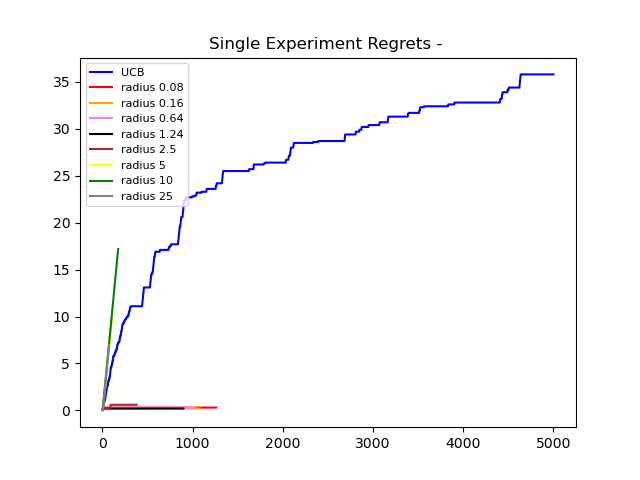 Single Experiment Regrets -
UCB
radius 0.08
radius 0.16
radius 0.64
radius 1.24
radius 2.5
radius 5
radius 10
radius 25
35
30
25
20
15
10
5
0
0 1000 2000 3000 4000 5000